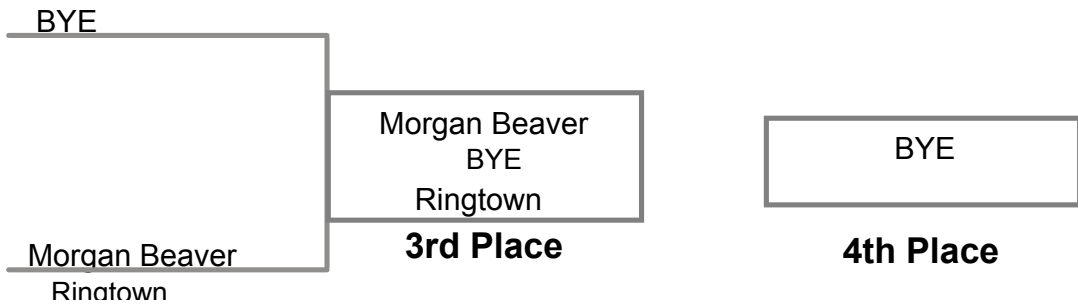 BYE
Morgan Beaver
BYE
Ringtown
3rd Place
BYE
4th Place
Morgan Beaver
Ringtown